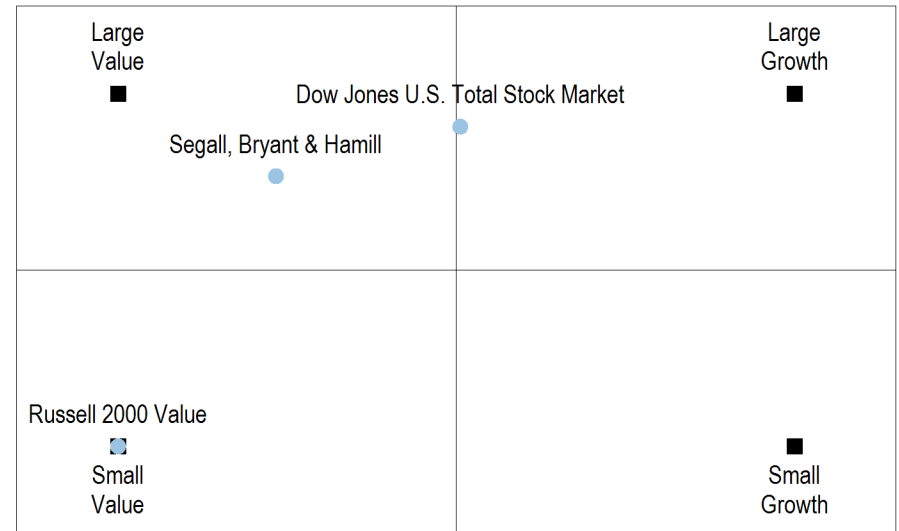 Large
Value
Large
Growth
Dow Jones U.S. Total Stock Market
Segall, Bryant & Hamill
Russell 2000 Value
Small
Value
Small
Growth